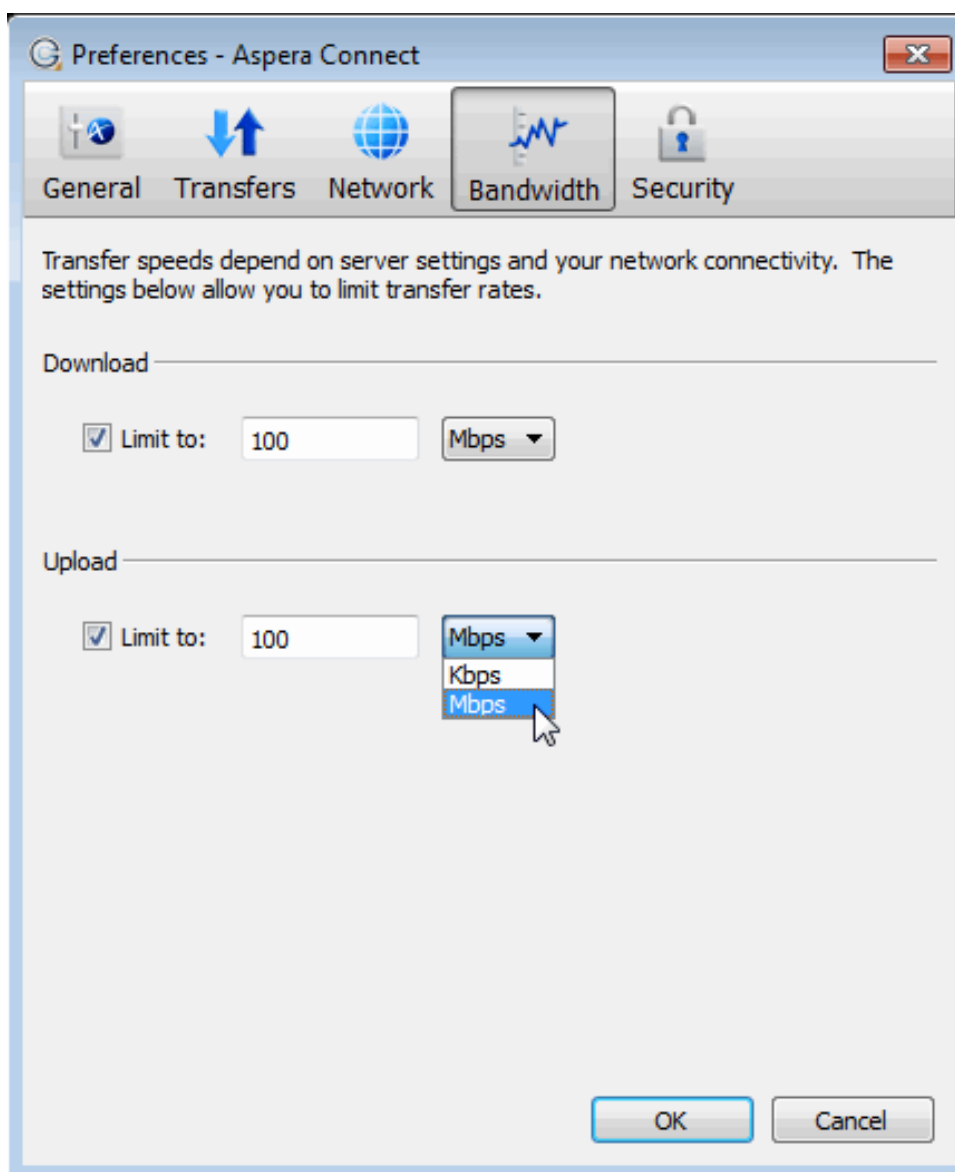 Preferences - Aspera Connect
General Transfers Network Bandwidth Security
Transfer speeds depend on server settings and your network connectivity.  The
settings below allow you to limit transfer rates.
Download
Limit to: 100 Mbps
Upload
Limit to: 100 Mbps
Kbps
Mbps
OK Cancel